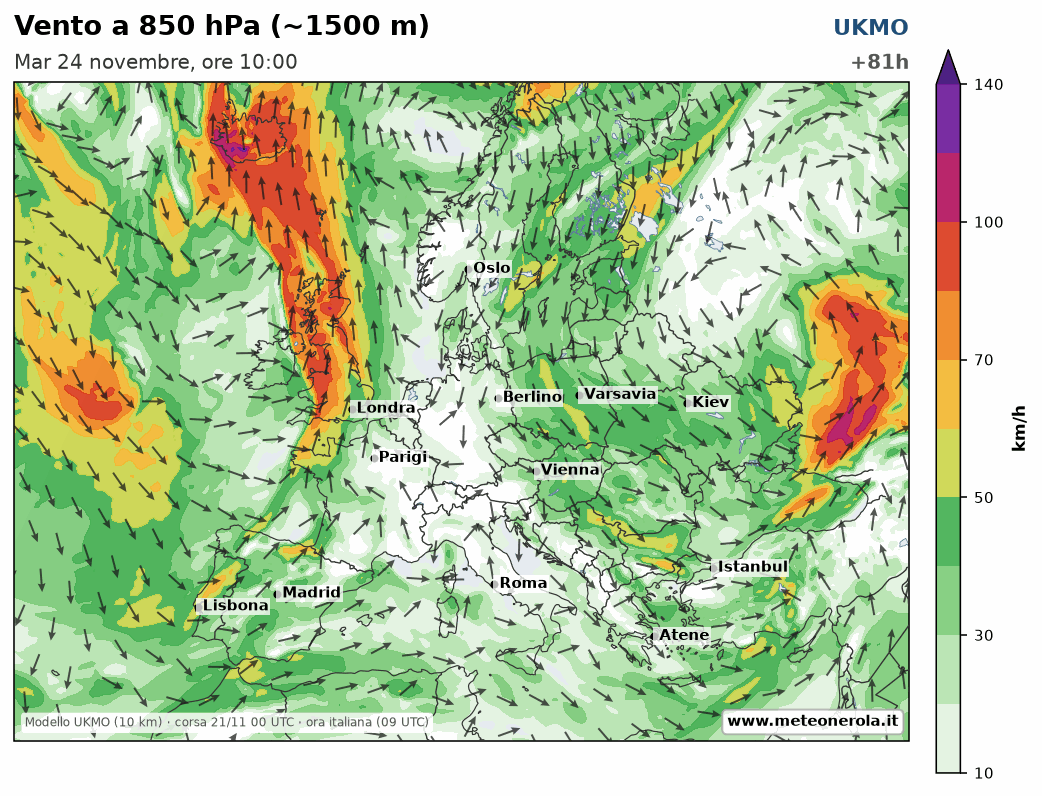 Vento a 850 hPa (~1500 m)
UKMO
Mar 24 novembre, ore 10:00
+81h
140
100
70
50
30
10
km/h
Oslo
Londra
Berlino
Varsavia
Kiev
Parigi
Vienna
Istanbul
Roma
Madrid
Lisbona
Atene
Modello UKMO (10 km) · corsa 21/11 00 UTC · ora italiana (09 UTC)
www.meteonerola.it